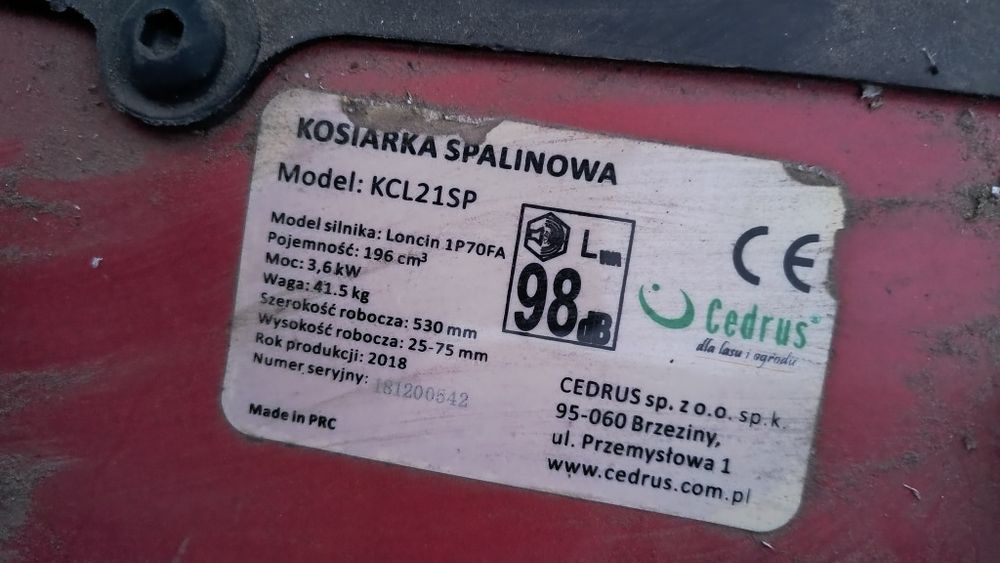 KOSIARKA SPALINOWA
Model: KCL21SP
Model silnika: Loncin 1P70FA
Pojemność: 196 cm³
Moc: 3,6 kW
Waga: 41.5 kg
Szerokość robocza: 530 mm
Wysokość robocza: 25-75 mm
Rok produkcji: 2018
Numer seryjny: 181200542
Made in PRC
L
98 dB
CE
Cedrus®
dla lasu i ogrodu
CEDRUS sp. z o.o. sp.k.
95-060 Brzeziny,
ul. Przemysłowa 1
www.cedrus.com.pl